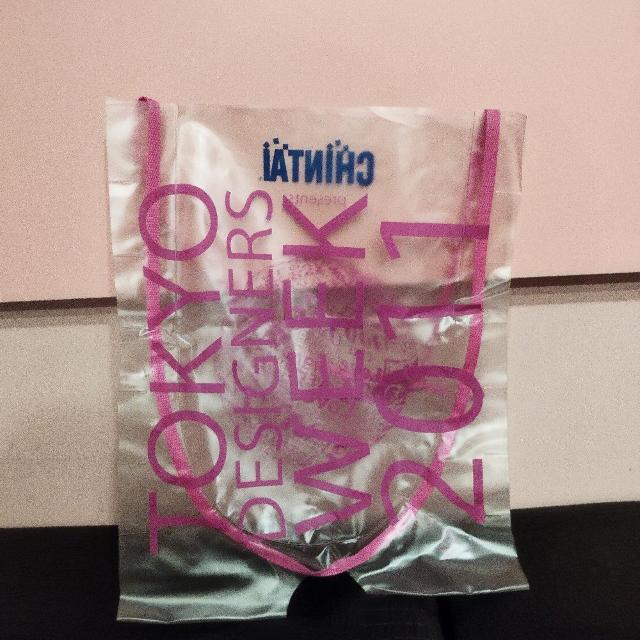 CHINTAI
presents
TOKYO
DESIGNERS
WEEK
2011